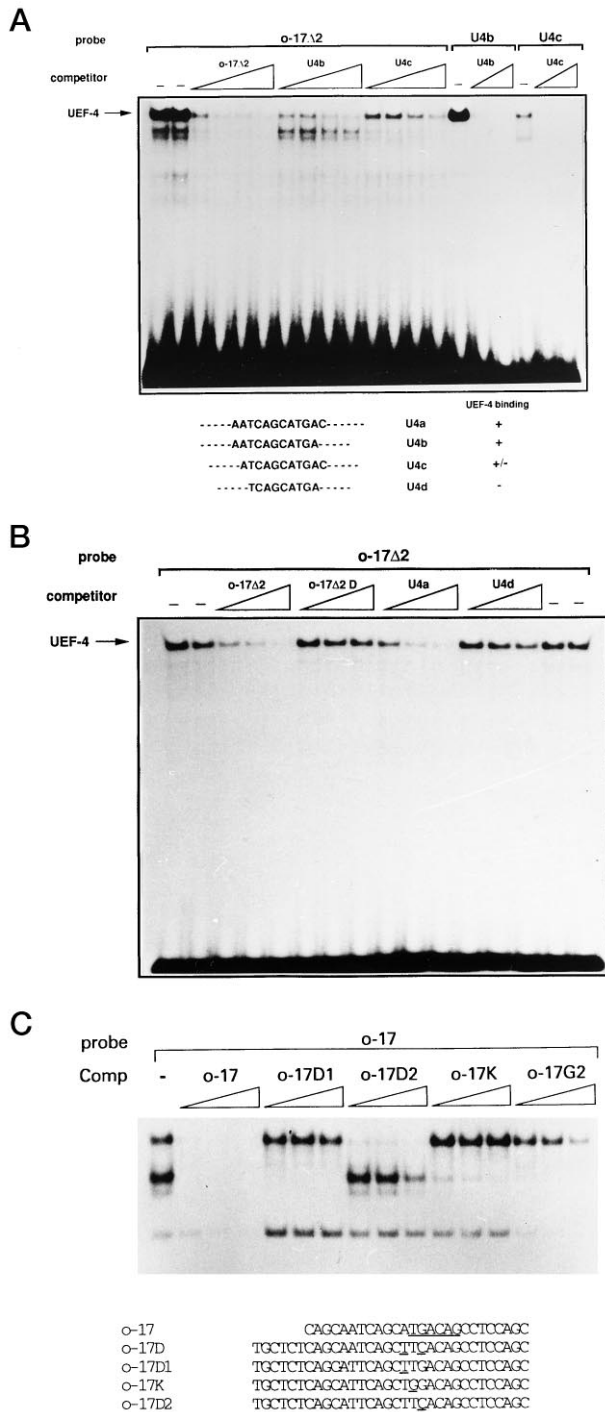 A
probe o-17Δ2 U4b U4c
competitor – – o-17Δ2 U4b U4c – U4b – U4c
UEF-4
UEF-4 binding
-----AATCAGCATGAC------ U4a +
-----AATCAGCATGA------ U4b +
----ATCAGCATGAC------ U4c +/-
-----TCAGCATGA----- U4d -
B
probe o-17Δ2
competitor – – o-17Δ2 o-17Δ2 D U4a U4d – –
UEF-4
C
probe o-17
Comp - o-17 o-17D1 o-17D2 o-17K o-17G2
o-17 CAGCAATCAGCATGACAGCCTCCAGC
o-17D TGCTCTCAGCAATCAGCTTCACAGCCTCCAGC
o-17D1 TGCTCTCAGCATTCAGCTTGACAGCCTCCAGC
o-17K TGCTCTCAGCAATCAGCTGGACAGCCTCCAGC
o-17D2 TGCTCTCAGCATTCAGCTTCACAGCCTCCAGC